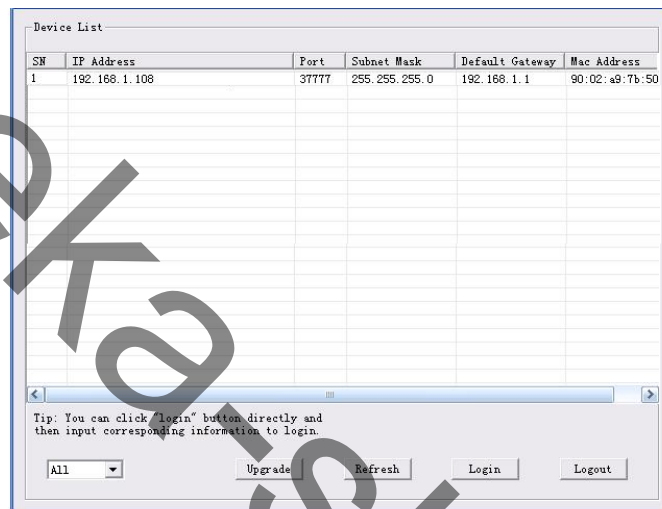 Device List
SN IP Address Port Subnet Mask Default Gateway Mac Address
1 192.168.1.108 37777 255.255.255.0 192.168.1.1 90:02:a9:7b:50
Tip: You can click "login" button directly and
then input corresponding information to login.
All Upgrade Refresh Login Logout